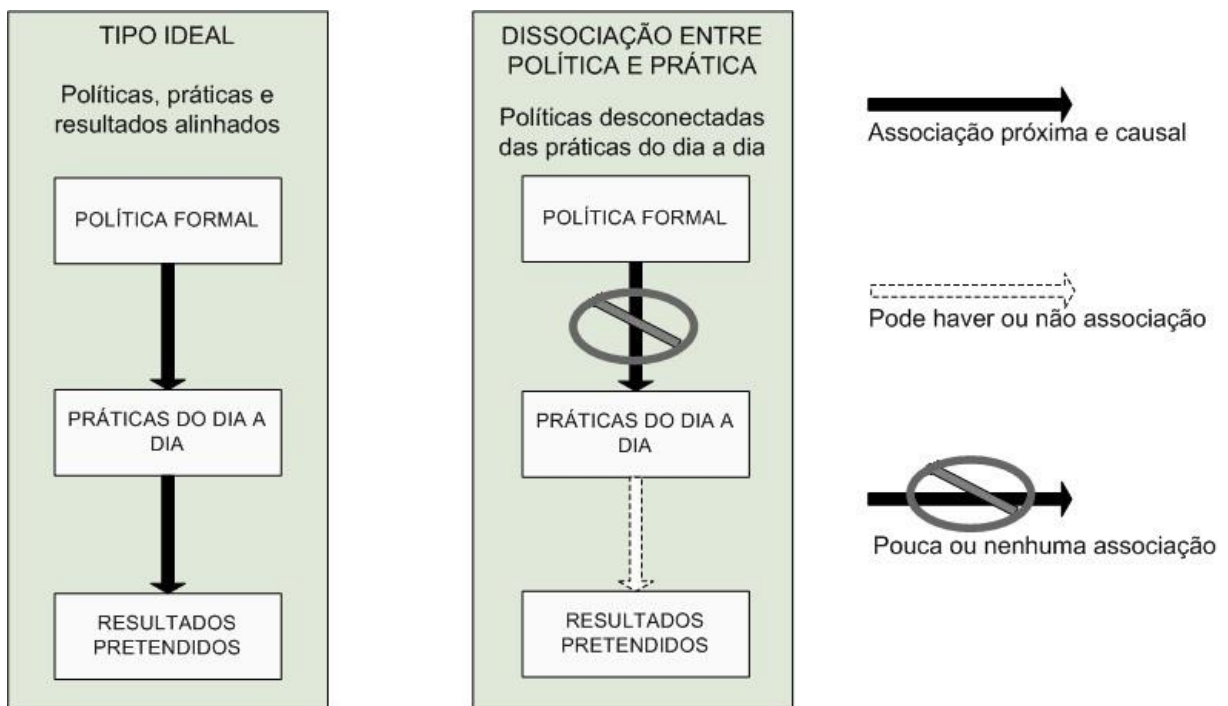 TIPO IDEAL
Políticas, práticas e
resultados alinhados
POLÍTICA FORMAL
PRÁTICAS DO DIA A
DIA
RESULTADOS
PRETENDIDOS
DISSOCIAÇÃO ENTRE
POLÍTICA E PRÁTICA
Políticas desconectadas
das práticas do dia a dia
POLÍTICA FORMAL
PRÁTICAS DO DIA A
DIA
RESULTADOS
PRETENDIDOS
Associação próxima e causal
Pode haver ou não associação
Pouca ou nenhuma associação